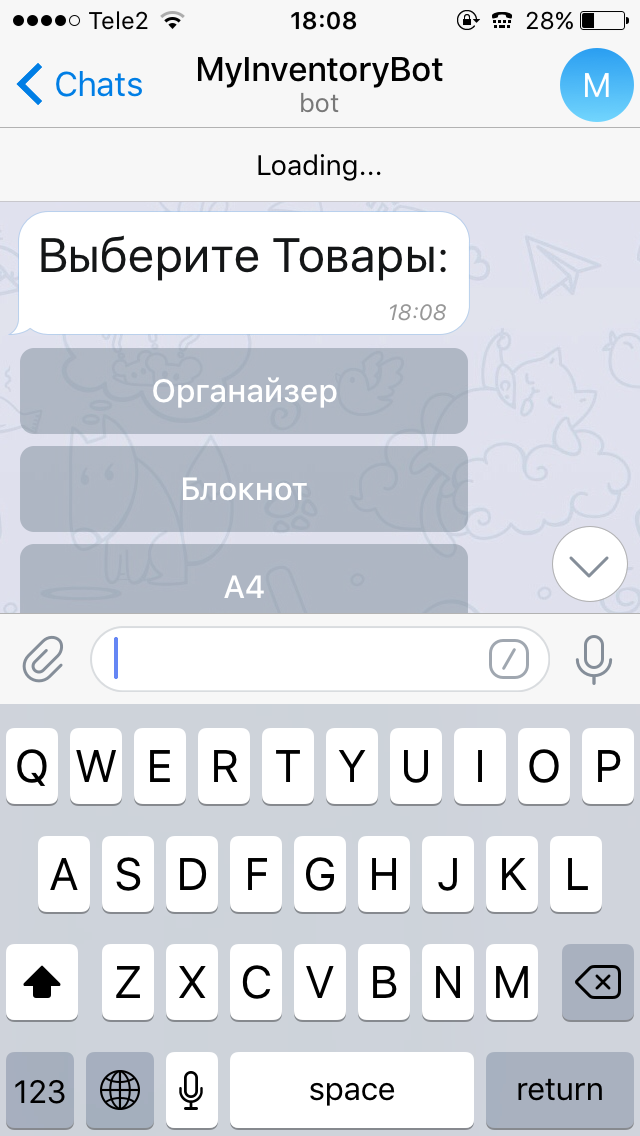 Tele2 18:08 28%
Chats MyInventoryBot M
bot
Loading...
Выберите Товары:
18:08
Органайзер
Блокнот
A4
/
Q W E R T Y U I O P
A S D F G H J K L
Z X C V B N M
123 space return